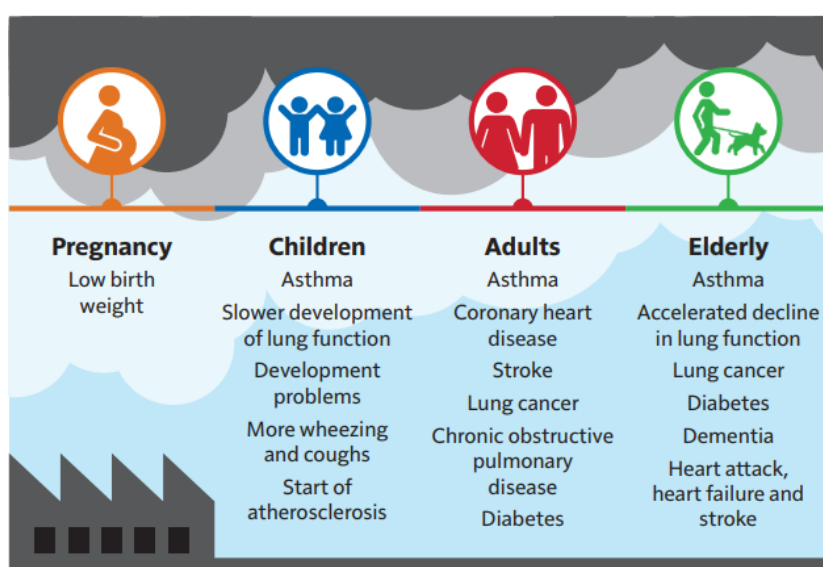 Pregnancy
Low birth
weight
Children
Asthma
Slower development
of lung function
Development
problems
More wheezing
and coughs
Start of
atherosclerosis
Adults
Asthma
Coronary heart
disease
Stroke
Lung cancer
Chronic obstructive
pulmonary
disease
Diabetes
Elderly
Asthma
Accelerated decline
in lung function
Lung cancer
Diabetes
Dementia
Heart attack,
heart failure and
stroke